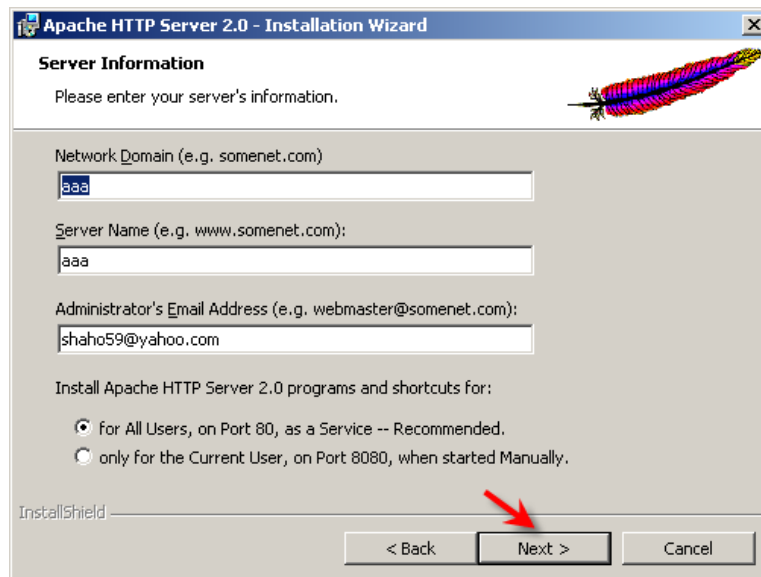 Apache HTTP Server 2.0 - Installation Wizard
Server Information
Please enter your server's information.
Network Domain (e.g. somenet.com)
aaa
Server Name (e.g. www.somenet.com):
aaa
Administrator's Email Address (e.g. webmaster@somenet.com):
shaho59@yahoo.com
Install Apache HTTP Server 2.0 programs and shortcuts for:
for All Users, on Port 80, as a Service -- Recommended.
only for the Current User, on Port 8080, when started Manually.
InstallShield
< Back Next > Cancel